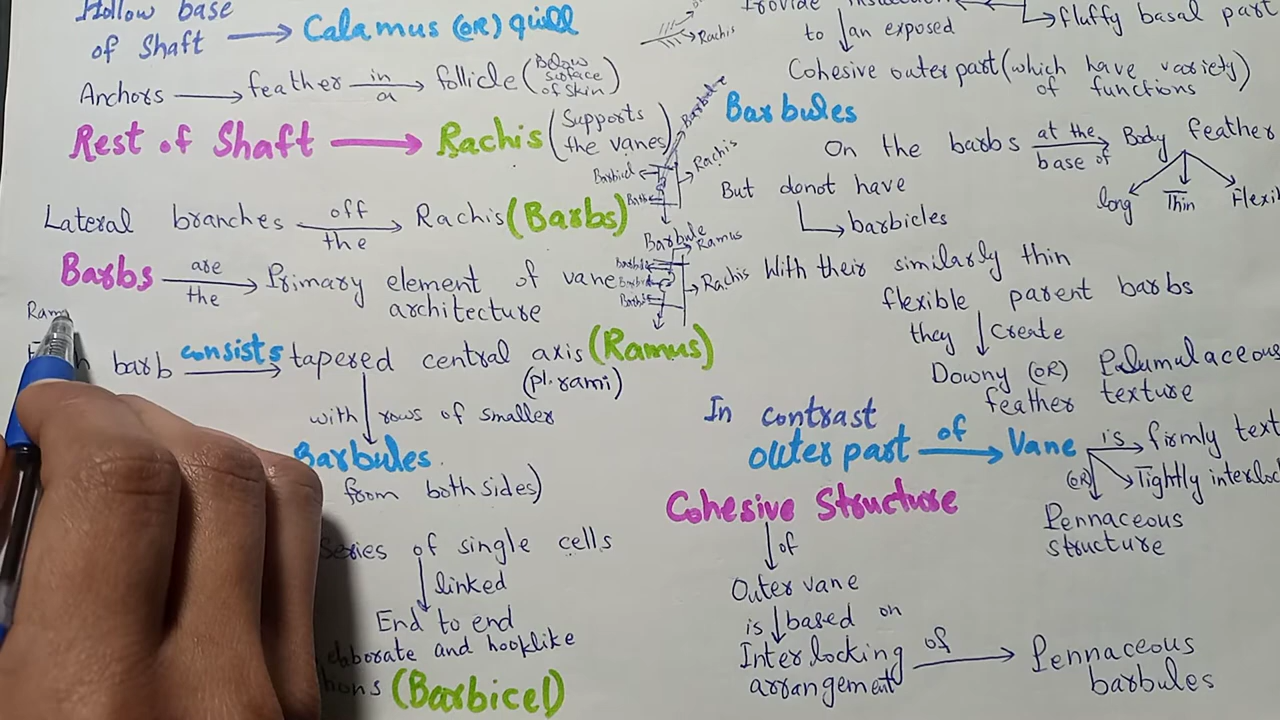 Hollow base
of Shaft → Calamus (OR) quill
Anchors → feather in a → follicle (Below surface of skin)
Rest of Shaft → Rachis (Supports the vanes)
Lateral branches off the → Rachis (Barbs)
Barbs are the → Primary element of vane
architecture
barb consists → tapered central axis (Ramus)
(pl. rami)
with rows of smaller
Barbules
from both sides)
Series of single cells
linked
End to end
elaborate and hooklike
(Barbicel)
Rachis
Barbule
Rachis
Barbicel
Barbule
Ramus
Rachis
to an exposed
fluffy basal part
Cohesive outer part (which have variety
of functions)
Barbules
On the barbs at the base of → Body feather
long Thin
But donot have
barbicles
With their similarly thin
flexible parent barbs
they create
Downy (OR) Palumulaceous
feather texture
In contrast
outer part of → Vane is → firmly
Tightly
(OR)
Pennaceous
structure
Cohesive Structure
of
Outer vane
is based on
Interlocking of → Pennaceous
arrangement barbules